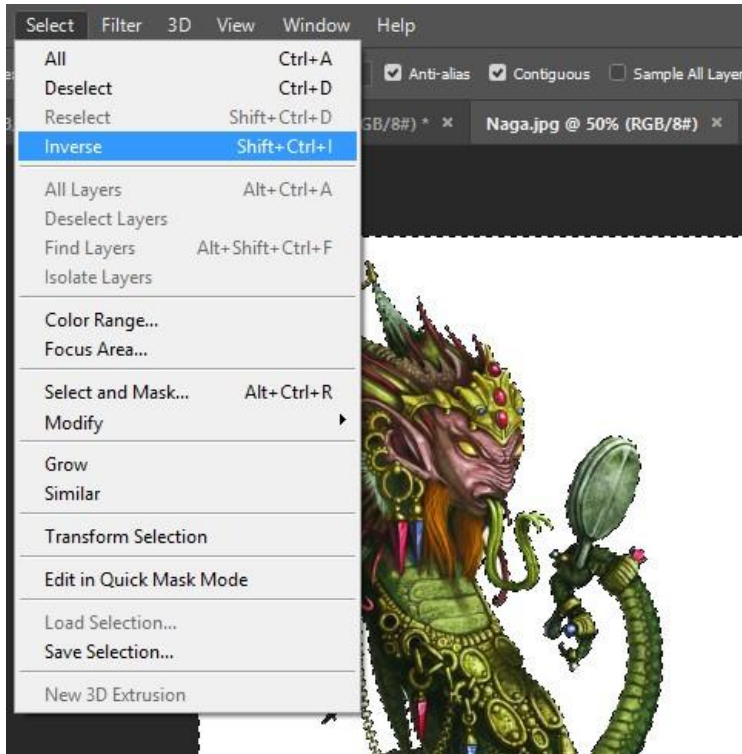 Select Filter 3D View Window Help
Anti-alias Contiguous Sample All Layer
GB/8#) * × Naga.jpg @ 50% (RGB/8#) ×
All Ctrl+A
Deselect Ctrl+D
Reselect Shift+Ctrl+D
Inverse Shift+Ctrl+I
All Layers Alt+Ctrl+A
Deselect Layers
Find Layers Alt+Shift+Ctrl+F
Isolate Layers
Color Range...
Focus Area...
Select and Mask... Alt+Ctrl+R
Modify
Grow
Similar
Transform Selection
Edit in Quick Mask Mode
Load Selection...
Save Selection...
New 3D Extrusion